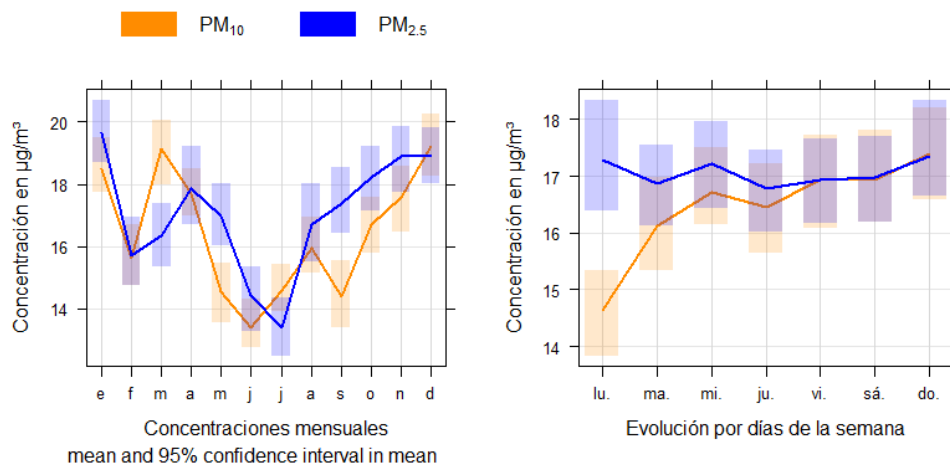 PM₁₀ PM₂.₅
Concentración en µg/m³
20
18
16
14
e f m a m j j a s o n d
Concentraciones mensuales
mean and 95% confidence interval in mean
Concentración en µg/m³
18
17
16
15
14
lu. ma. mi. ju. vi. sá. do.
Evolución por días de la semana